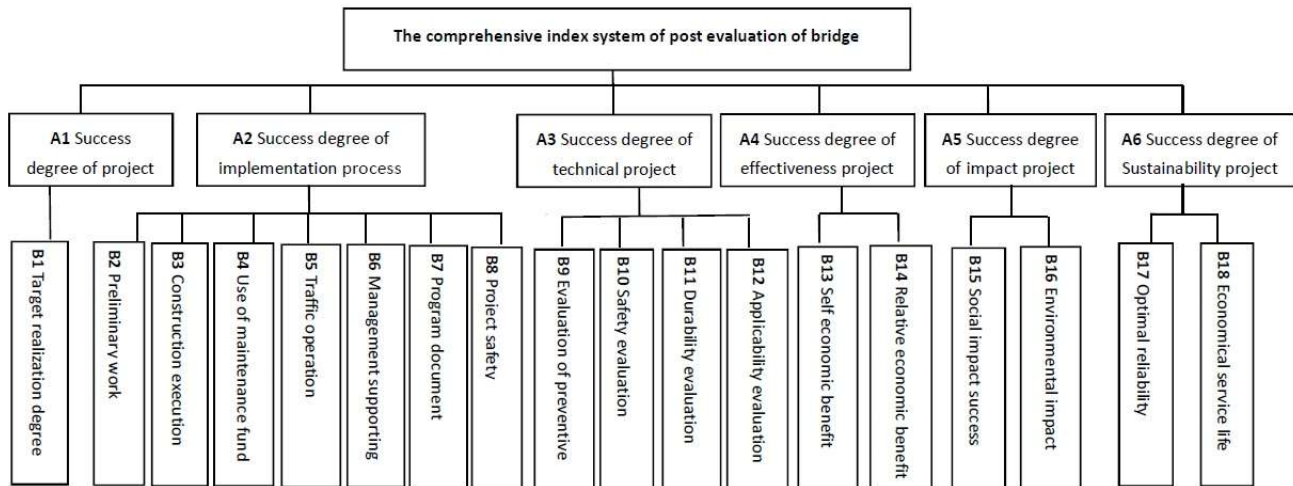 The comprehensive index system of post evaluation of bridge
A1 Success
degree of project
A2 Success degree of
implementation process
A3 Success degree of
technical project
A4 Success degree of
effectiveness project
A5 Success degree
of impact project
A6 Success degree of
Sustainability project
B1 Target realization degree
B2 Preliminary work
B3 Construction execution
B4 Use of maintenance fund
B5 Traffic operation
B6 Management supporting
B7 Program document
B8 Project safety
B9 Evaluation of preventive
B10 Safety evaluation
B11 Durability evaluation
B12 Applicability evaluation
B13 Self economic benefit
B14 Relative economic benefit
B15 Social impact success
B16 Environmental impact
B17 Optimal reliability
B18 Economical service life